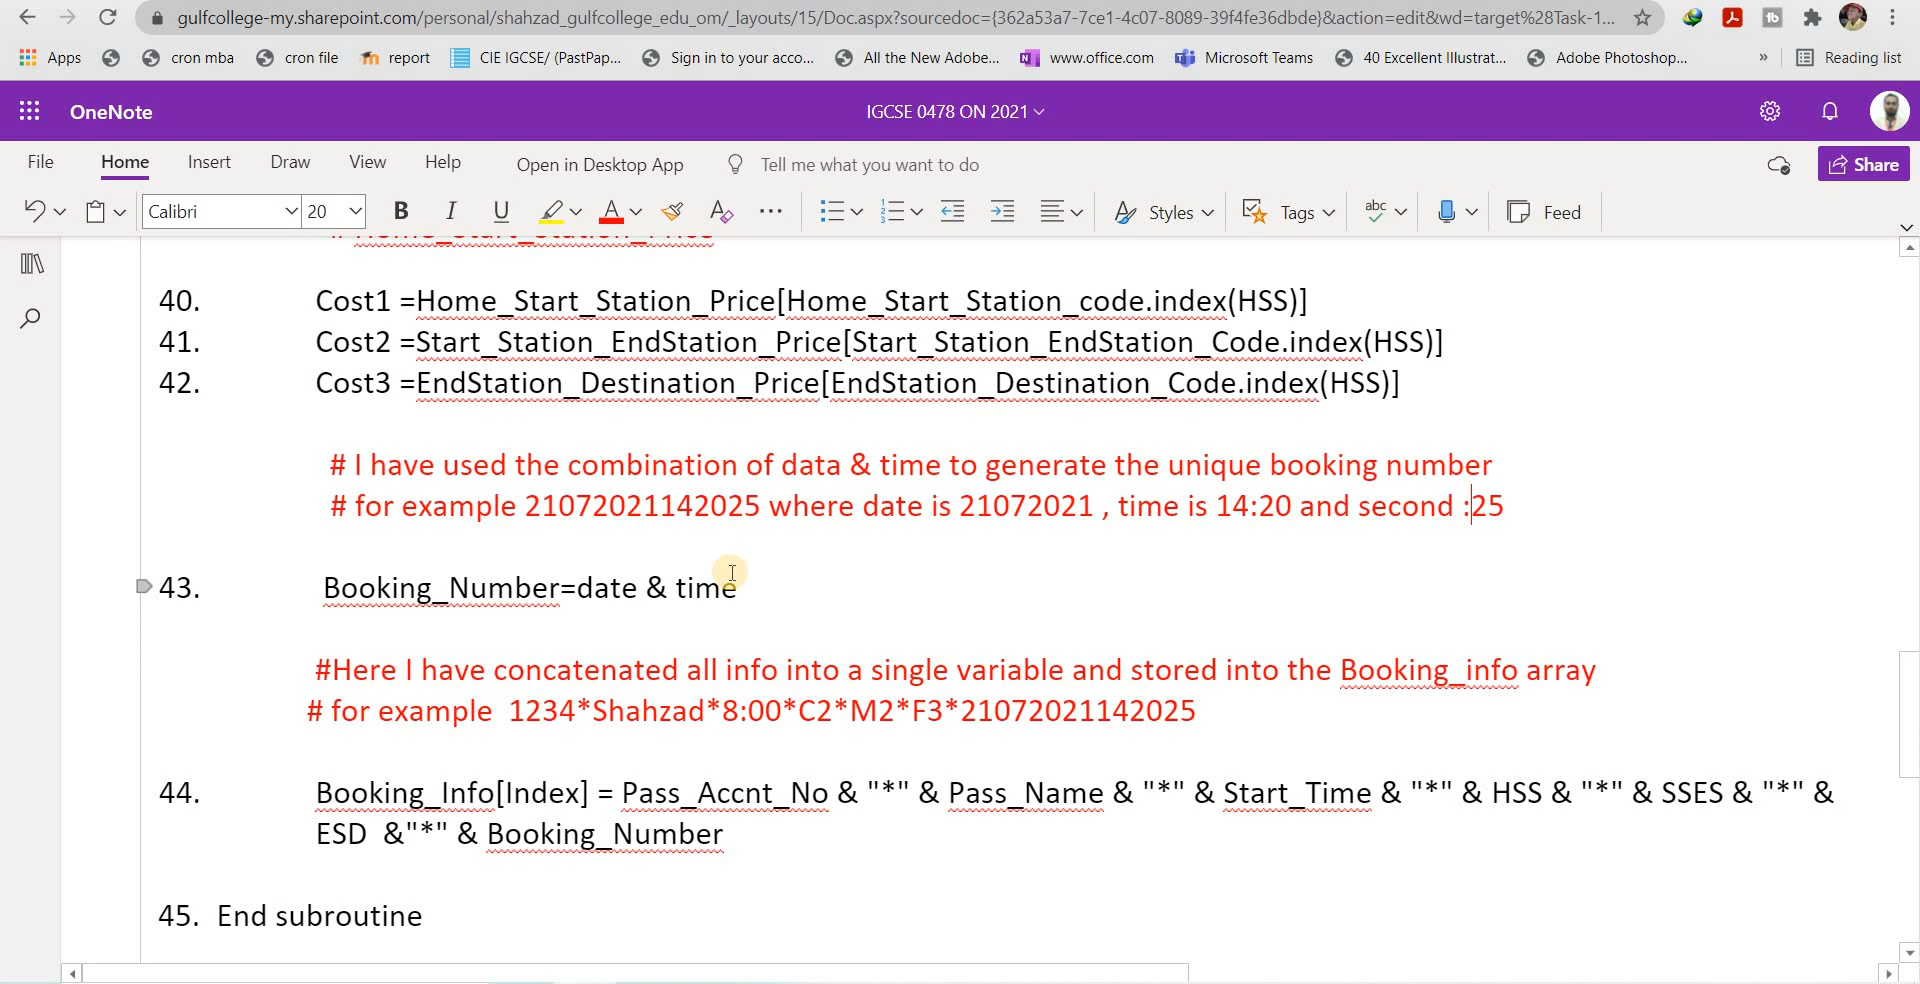 gulfcollege-my.sharepoint.com/personal/shahzad_gulfcollege_edu_om/_layouts/15/Doc.aspx?sourcedoc={362a53a7-7ce1-4c07-8089-39f4fe36dbde}&action=edit&wd=target%28Task-1...
Apps cron mba cron file report CIE IGCSE/ (PastPap... Sign in to your acco... All the New Adobe... www.office.com Microsoft Teams 40 Excellent Illustrat... Adobe Photoshop... » Reading list
OneNote IGCSE 0478 ON 2021
File Home Insert Draw View Help Open in Desktop App Tell me what you want to do Share
Calibri 20 B I U A A ... Styles Tags abc Feed
# Home_Start_Station_Price
40. Cost1 =Home_Start_Station_Price[Home_Start_Station_code.index(HSS)]
41. Cost2 =Start_Station_EndStation_Price[Start_Station_EndStation_Code.index(HSS)]
42. Cost3 =EndStation_Destination_Price[EndStation_Destination_Code.index(HSS)]
# I have used the combination of data & time to generate the unique booking number
# for example 21072021142025 where date is 21072021 , time is 14:20 and second :25
43. Booking_Number=date & time
#Here I have concatenated all info into a single variable and stored into the Booking_info array
# for example 1234*Shahzad*8:00*C2*M2*F3*21072021142025
44. Booking_Info[Index] = Pass_Accnt_No & "*" & Pass_Name & "*" & Start_Time & "*" & HSS & "*" & SSES & "*" &
ESD &"*" & Booking_Number
45. End subroutine